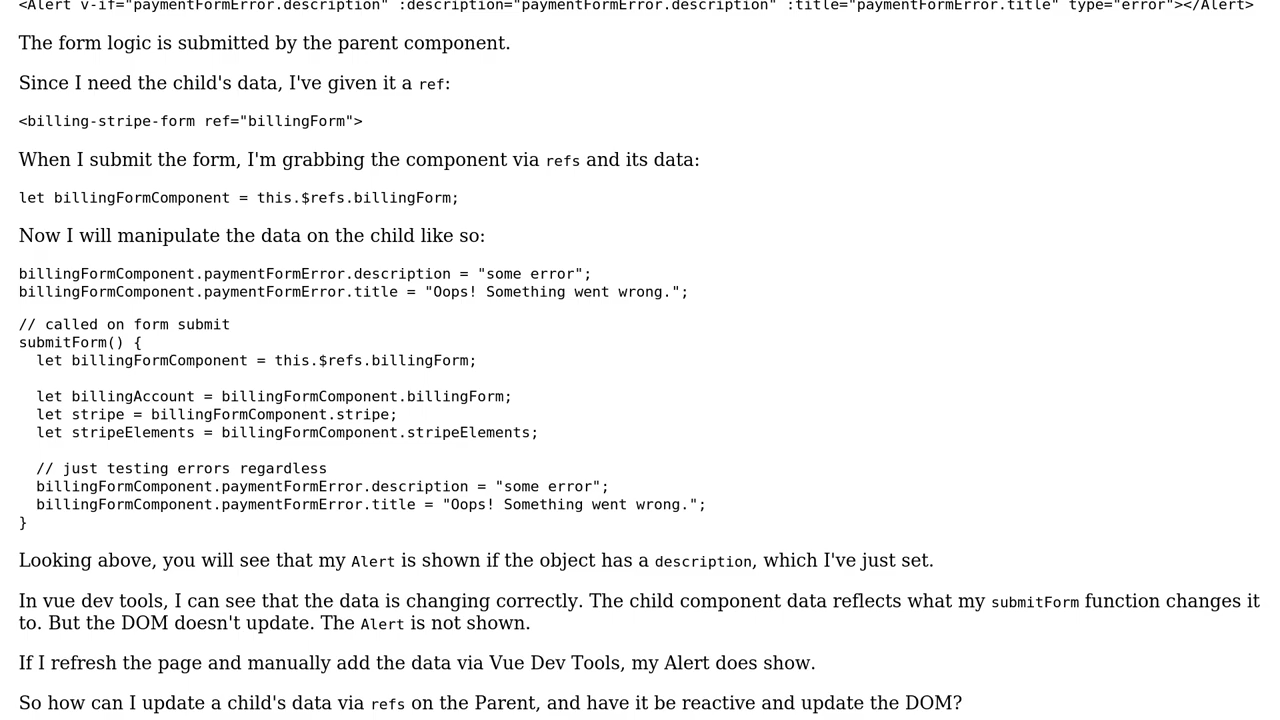 <Alert v-if="paymentFormError.description" :description="paymentFormError.description" :title="paymentFormError.title" type="error"></Alert>
The form logic is submitted by the parent component.
Since I need the child's data, I've given it a ref:
<billing-stripe-form ref="billingForm">
When I submit the form, I'm grabbing the component via refs and its data:
let billingFormComponent = this.$refs.billingForm;
Now I will manipulate the data on the child like so:
billingFormComponent.paymentFormError.description = "some error";
billingFormComponent.paymentFormError.title = "Oops! Something went wrong.";
// called on form submit
submitForm() {
  let billingFormComponent = this.$refs.billingForm;
  let billingAccount = billingFormComponent.billingForm;
  let stripe = billingFormComponent.stripe;
  let stripeElements = billingFormComponent.stripeElements;
  // just testing errors regardless
  billingFormComponent.paymentFormError.description = "some error";
  billingFormComponent.paymentFormError.title = "Oops! Something went wrong.";
}
Looking above, you will see that my Alert is shown if the object has a description, which I've just set.
In vue dev tools, I can see that the data is changing correctly. The child component data reflects what my submitForm function changes it
to. But the DOM doesn't update. The Alert is not shown.
If I refresh the page and manually add the data via Vue Dev Tools, my Alert does show.
So how can I update a child's data via refs on the Parent, and have it be reactive and update the DOM?